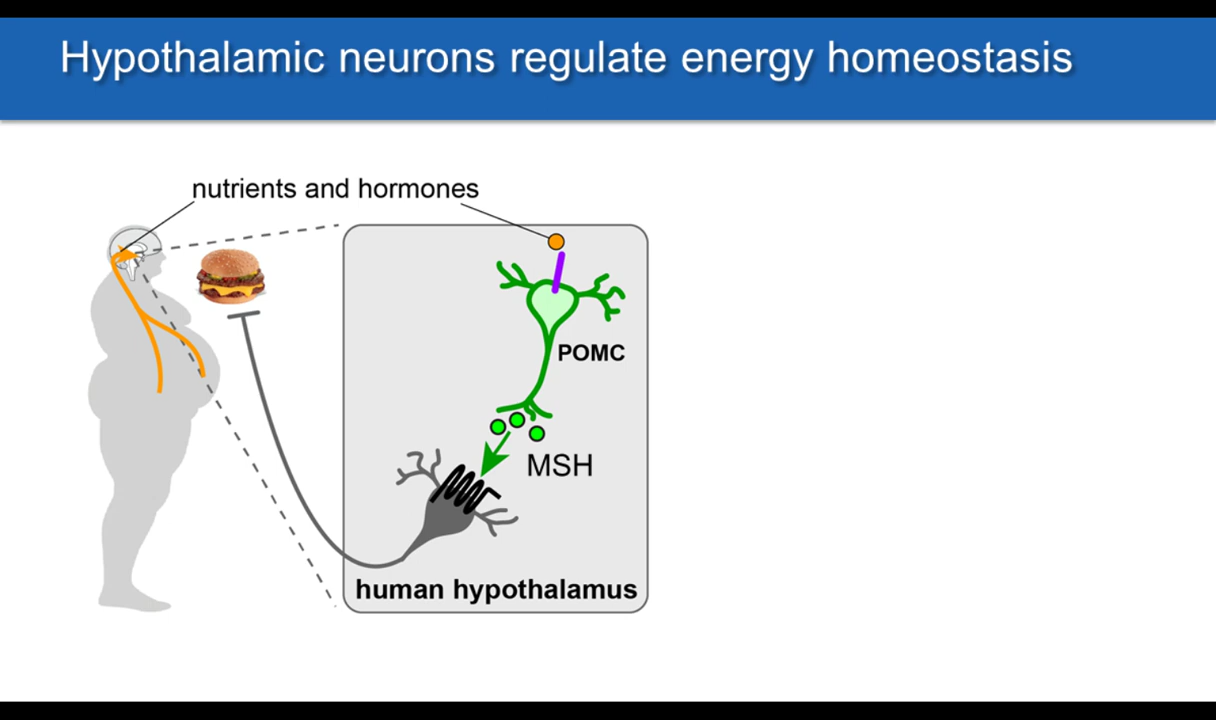 Hypothalamic neurons regulate energy homeostasis
nutrients and hormones
POMC
MSH
human hypothalamus